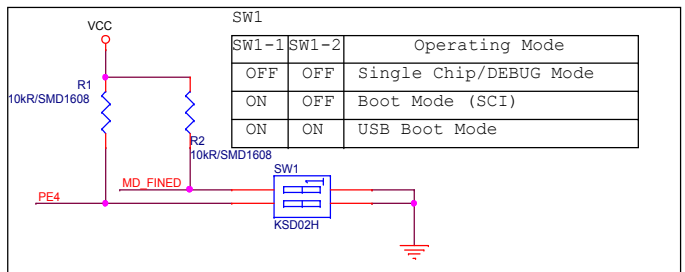 SW1
VCC
SW1-1 SW1-2 Operating Mode
OFF OFF Single Chip/DEBUG Mode
ON OFF Boot Mode (SCI)
ON ON USB Boot Mode
R1
10kR/SMD1608
R2
10kR/SMD1608
MD_FINED
PE4
SW1
1
KSD02H